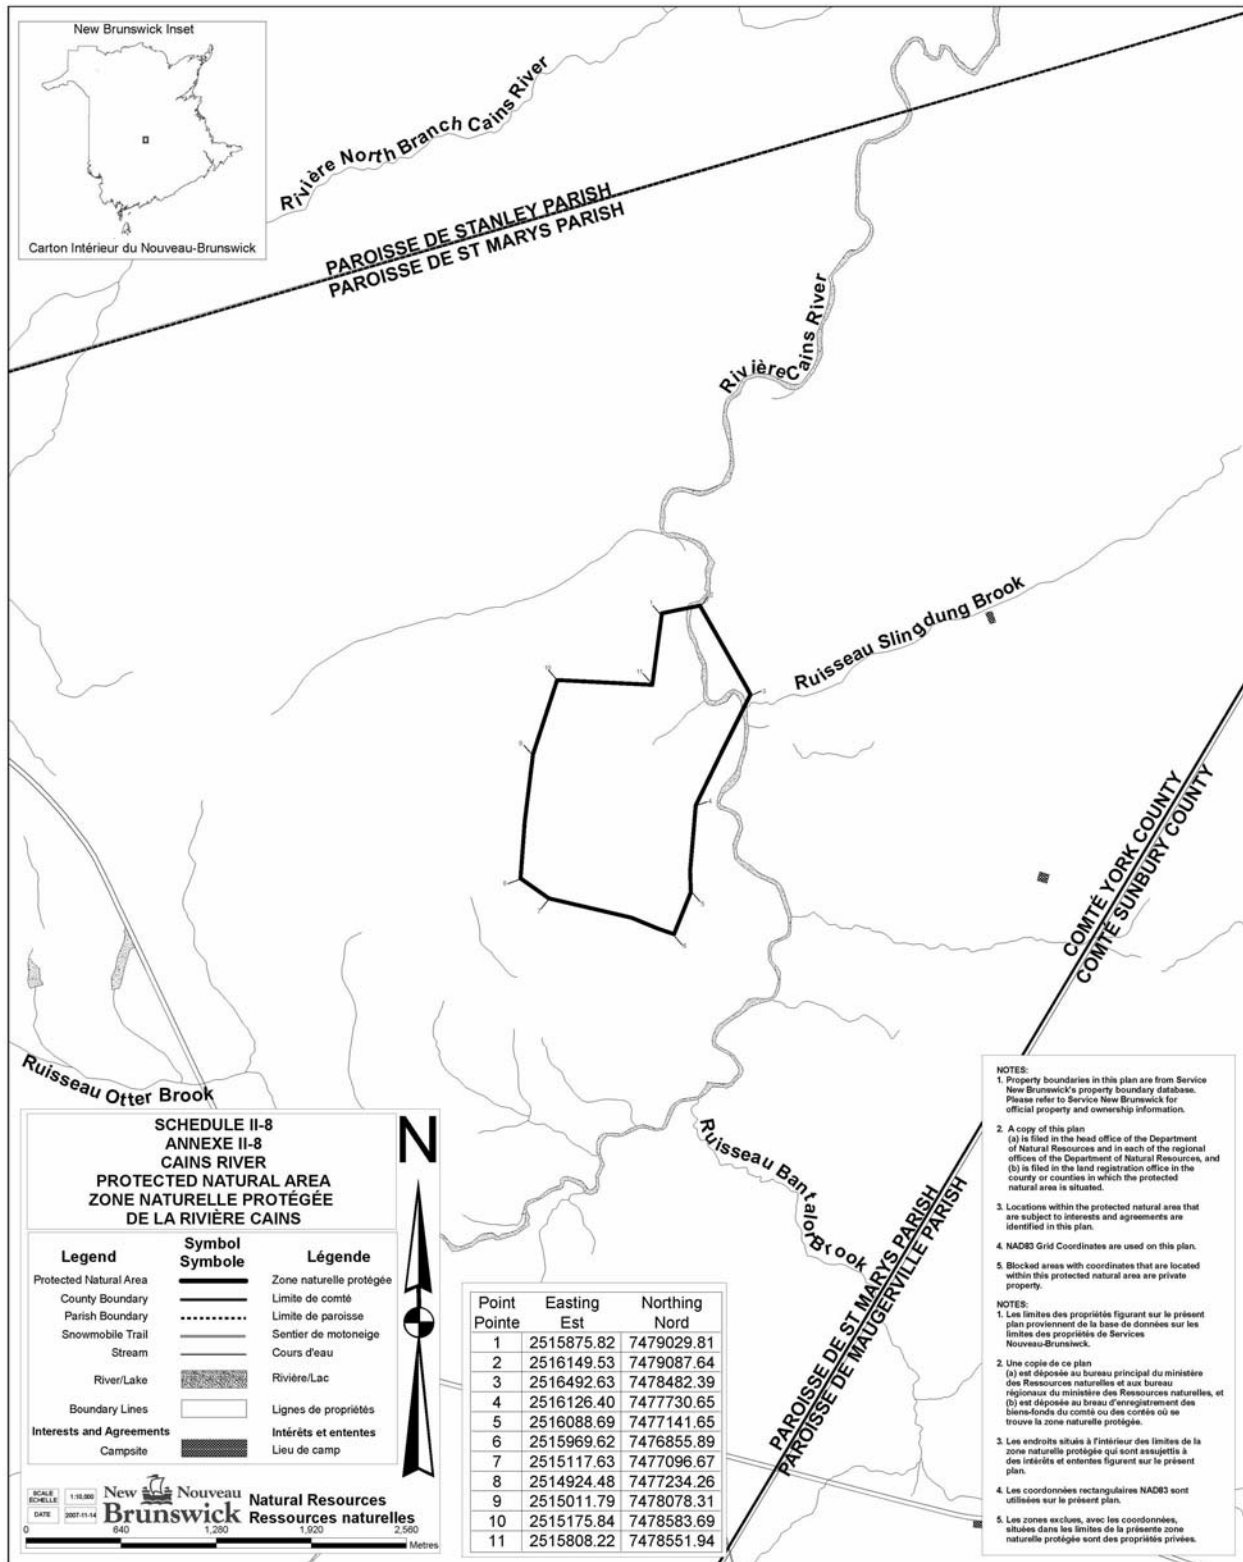 New Brunswick Inset
Carton Intérieur du Nouveau-Brunswick
Rivière North Branch Cains River
PAROISSE DE STANLEY PARISH
PAROISSE DE ST MARYS PARISH
Rivière Cains River
Ruisseau Slingdung Brook
1
3
4
5
6
7
9
10
11
COMTÉ YORK COUNTY
COMTÉ SUNBURY COUNTY
Ruisseau Otter Brook
Ruisseau Bantalor Brook
PAROISSE DE ST MARYS PARISH
PAROISSE DE MAUGERVILLE PARISH
SCHEDULE II-8
ANNEXE II-8
CAINS RIVER
PROTECTED NATURAL AREA
ZONE NATURELLE PROTÉGÉE
DE LA RIVIÈRE CAINS
N
Legend Symbol Symbole Légende
Protected Natural Area Zone naturelle protégée
County Boundary Limite de comté
Parish Boundary Limite de paroisse
Snowmobile Trail Sentier de motoneige
Stream Cours d'eau
River/Lake Rivière/Lac
Boundary Lines Lignes de propriétés
Interests and Agreements Intérêts et ententes
Campsite Lieu de camp
SCALE ÉCHELLE 1:10,000
DATE 2007-11-14
New Nouveau
Brunswick
Natural Resources
Ressources naturelles
0 640 1,280 1,920 2,560
Metres
Point Easting Northing
Pointe Est Nord
1 2515875.82 7479029.81
2 2516149.53 7479087.64
3 2516492.63 7478482.39
4 2516126.40 7477730.65
5 2516088.69 7477141.65
6 2515969.62 7476855.89
7 2515117.63 7477096.67
8 2514924.48 7477234.26
9 2515011.79 7478078.31
10 2515175.84 7478583.69
11 2515808.22 7478551.94
NOTES:
1. Property boundaries in this plan are from Service
New Brunswick's property boundary database.
Please refer to Service New Brunswick for
official property and ownership information.
2. A copy of this plan
(a) is filed in the head office of the Department
of Natural Resources and in each of the regional
offices of the Department of Natural Resources, and
(b) is filed in the land registration office in the
county or counties in which the protected
natural area is situated.
3. Locations within the protected natural area that
are subject to interests and agreements are
identified in this plan.
4. NAD83 Grid Coordinates are used on this plan.
5. Blocked areas with coordinates that are located
within this protected natural area are private
property.
NOTES:
1. Les limites des propriétés figurant sur le présent
plan proviennent de la base de données sur les
limites des propriétés de Services
Nouveau-Brunsiwck.
2. Une copie de ce plan
(a) est déposée au bureau principal du ministère
des Ressources naturelles et aux bureau
régionaux du ministère des Ressources naturelles, et
(b) est déposée au breau d'enregistrement des
biens-fonds du comté ou des contés où se
trouve la zone naturelle protégée.
3. Les endroits situés à l'intérieur des limites de la
zone naturelle protégée qui sont assujettis à
des intérêts et ententes figurent sur le présent
plan.
4. Les coordonnées rectangulaires NAD83 sont
utilisées sur le présent plan.
5. Les zones exclues, avec les coordonnées,
situées dans les limites de la présente zone
naturelle protégée sont des propriétés privées.